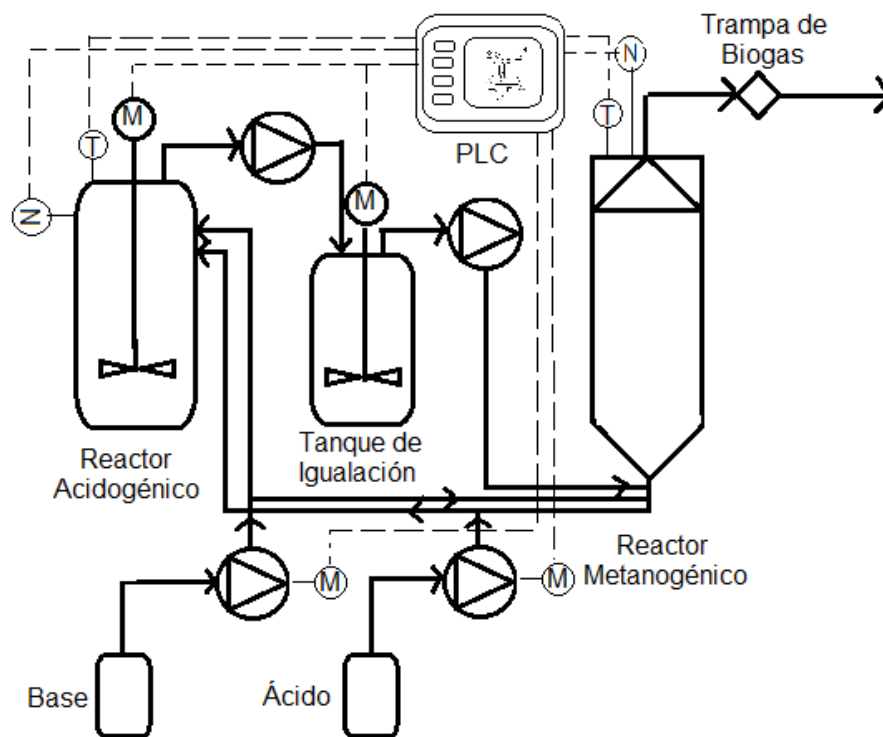 Trampa de
Biogas
N
T
M
T
PLC
M
N
Reactor
Acidogénico
Tanque de
Igualación
Reactor
Metanogénico
M
M
Base
Ácido